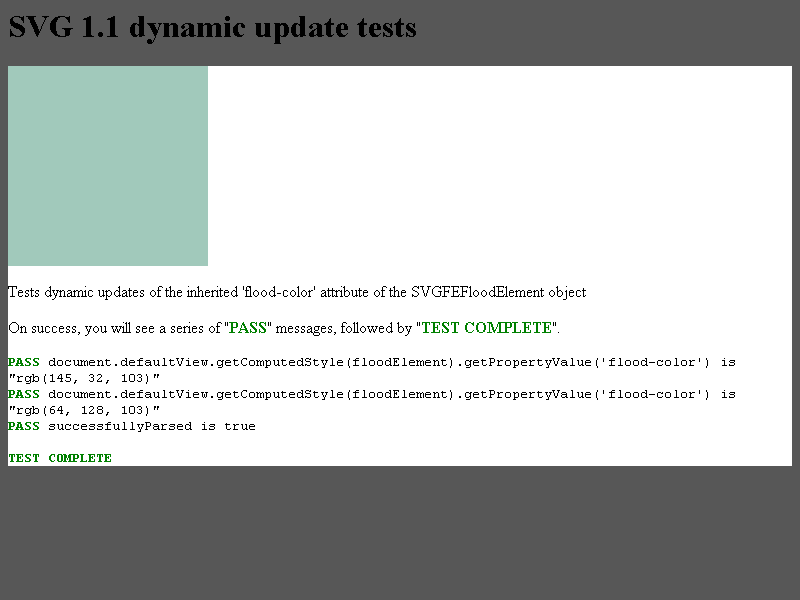 SVG 1.1 dynamic update tests
Tests dynamic updates of the inherited 'flood-color' attribute of the SVGFEFloodElement object
On success, you will see a series of "PASS" messages, followed by "TEST COMPLETE".
PASS document.defaultView.getComputedStyle(floodElement).getPropertyValue('flood-color') is
"rgb(145, 32, 103)"
PASS document.defaultView.getComputedStyle(floodElement).getPropertyValue('flood-color') is
"rgb(64, 128, 103)"
PASS successfullyParsed is true
TEST COMPLETE